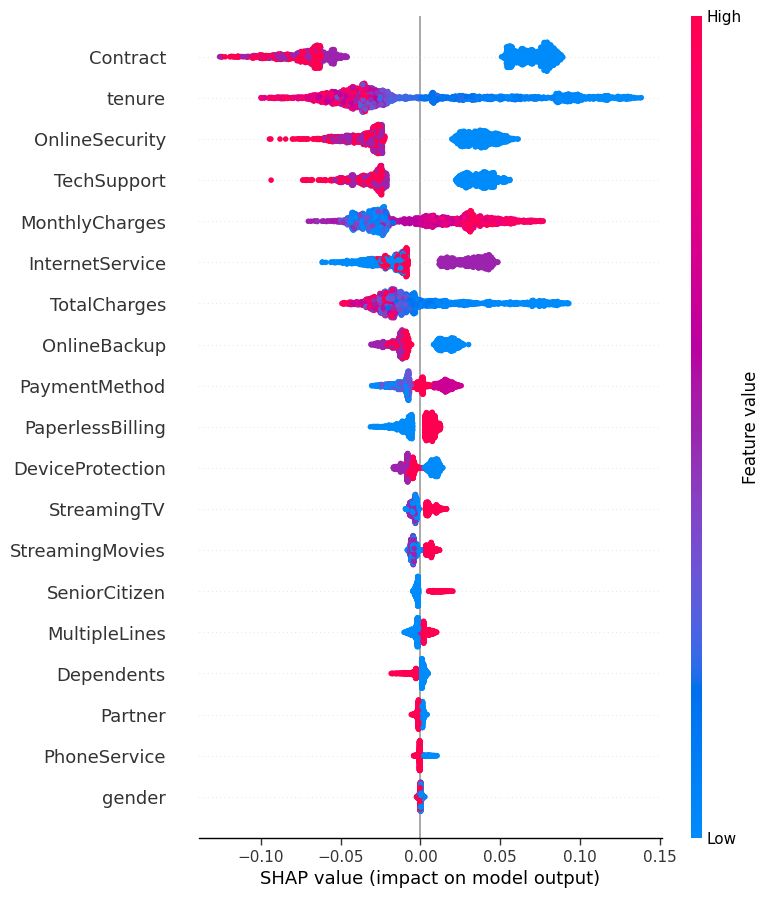 High
Contract
tenure
OnlineSecurity
TechSupport
MonthlyCharges
InternetService
TotalCharges
OnlineBackup
PaymentMethod
PaperlessBilling
DeviceProtection
StreamingTV
StreamingMovies
SeniorCitizen
MultipleLines
Dependents
Partner
PhoneService
gender
Feature value
Low
−0.10 −0.05 0.00 0.05 0.10 0.15
SHAP value (impact on model output)